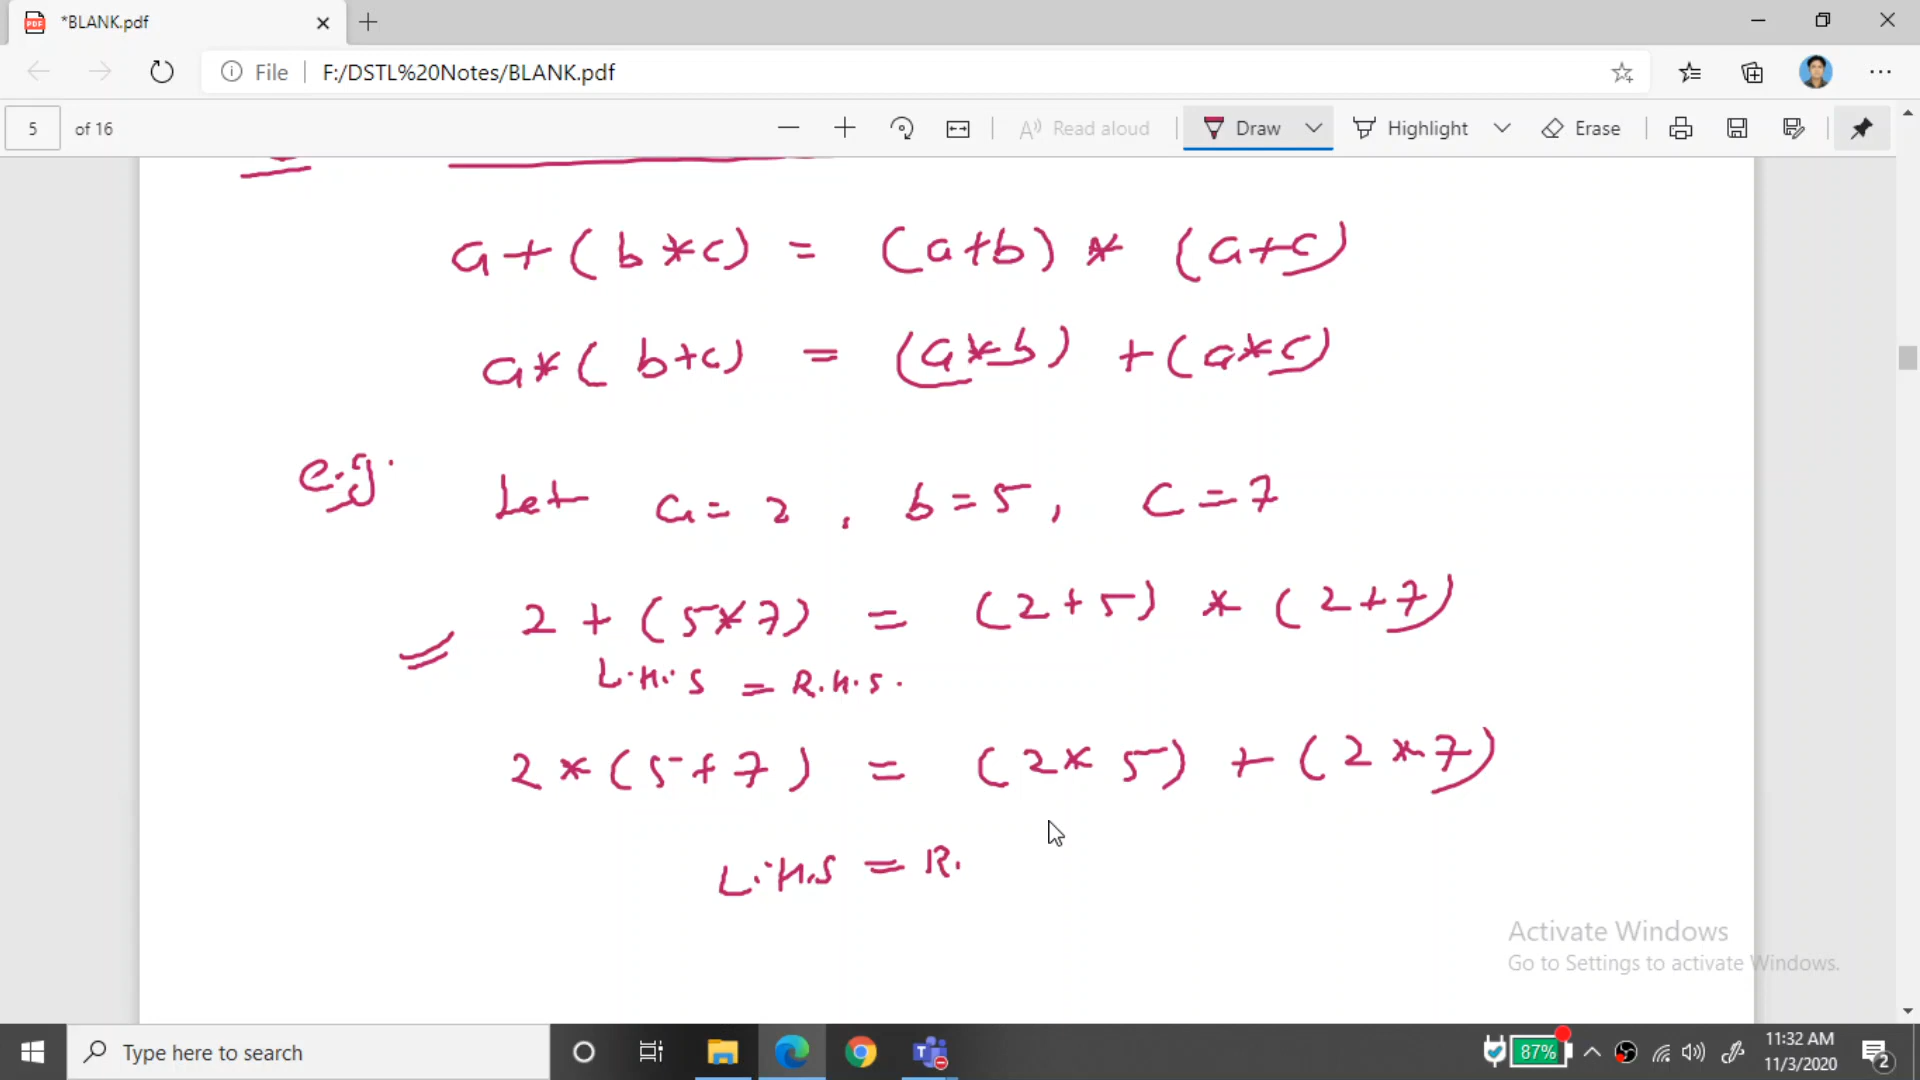 *BLANK.pdf
File F:/DSTL%20Notes/BLANK.pdf
5 of 16 Read aloud Draw Highlight Erase
a+(b*c) = (a+b) * (a+c)
a*(b+c) = (a*b) +(a*c)
e.g. Let a=2, b=5, c=7
2 + (5*7) = (2+5) * (2+7)
L.H.S = R.H.S.
2*(5+7) = (2*5) + (2*7)
L.H.S = R.
Activate Windows
Go to Settings to activate Windows.
Type here to search 87% 11:32 AM
11/3/2020 2